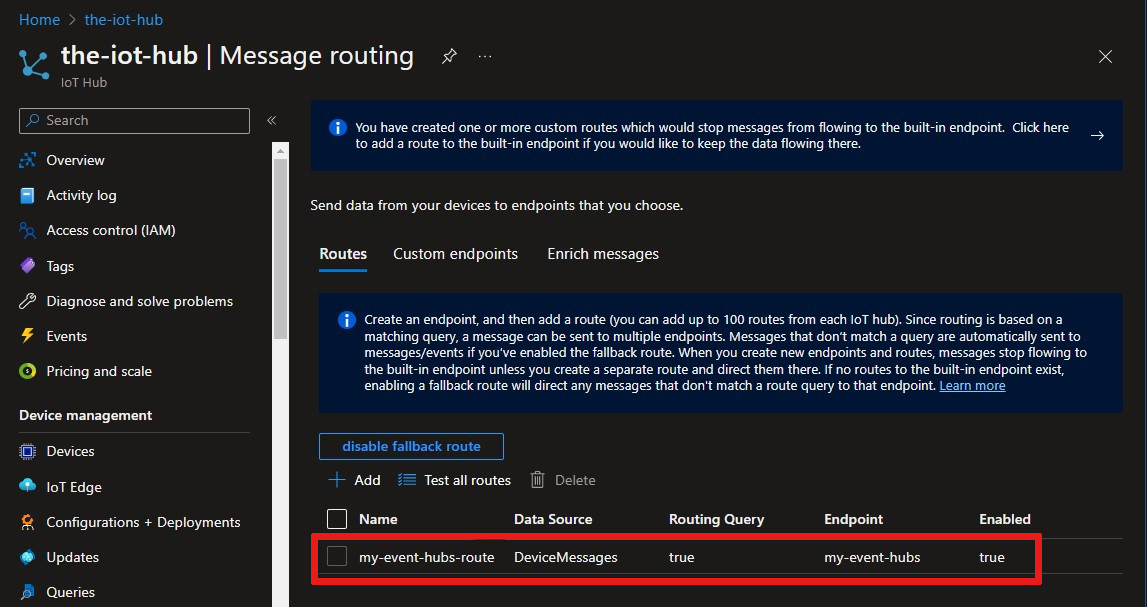 Home > the-iot-hub
the-iot-hub | Message routing
IoT Hub
Search
Overview
Activity log
Access control (IAM)
Tags
Diagnose and solve problems
Events
Pricing and scale
Device management
Devices
IoT Edge
Configurations + Deployments
Updates
Queries
You have created one or more custom routes which would stop messages from flowing to the built-in endpoint. Click here
to add a route to the built-in endpoint if you would like to keep the data flowing there.
Send data from your devices to endpoints that you choose.
Routes Custom endpoints Enrich messages
Create an endpoint, and then add a route (you can add up to 100 routes from each IoT hub). Since routing is based on a
matching query, a message can be sent to multiple endpoints. Messages that don't match a query are automatically sent to
messages/events if you've enabled the fallback route. When you create new endpoints and routes, messages stop flowing to
the built-in endpoint unless you create a separate route and direct them there. If no routes to the built-in endpoint exist,
enabling a fallback route will direct any messages that don't match a route query to that endpoint. Learn more
disable fallback route
Add Test all routes Delete
Name Data Source Routing Query Endpoint Enabled
my-event-hubs-route DeviceMessages true my-event-hubs true